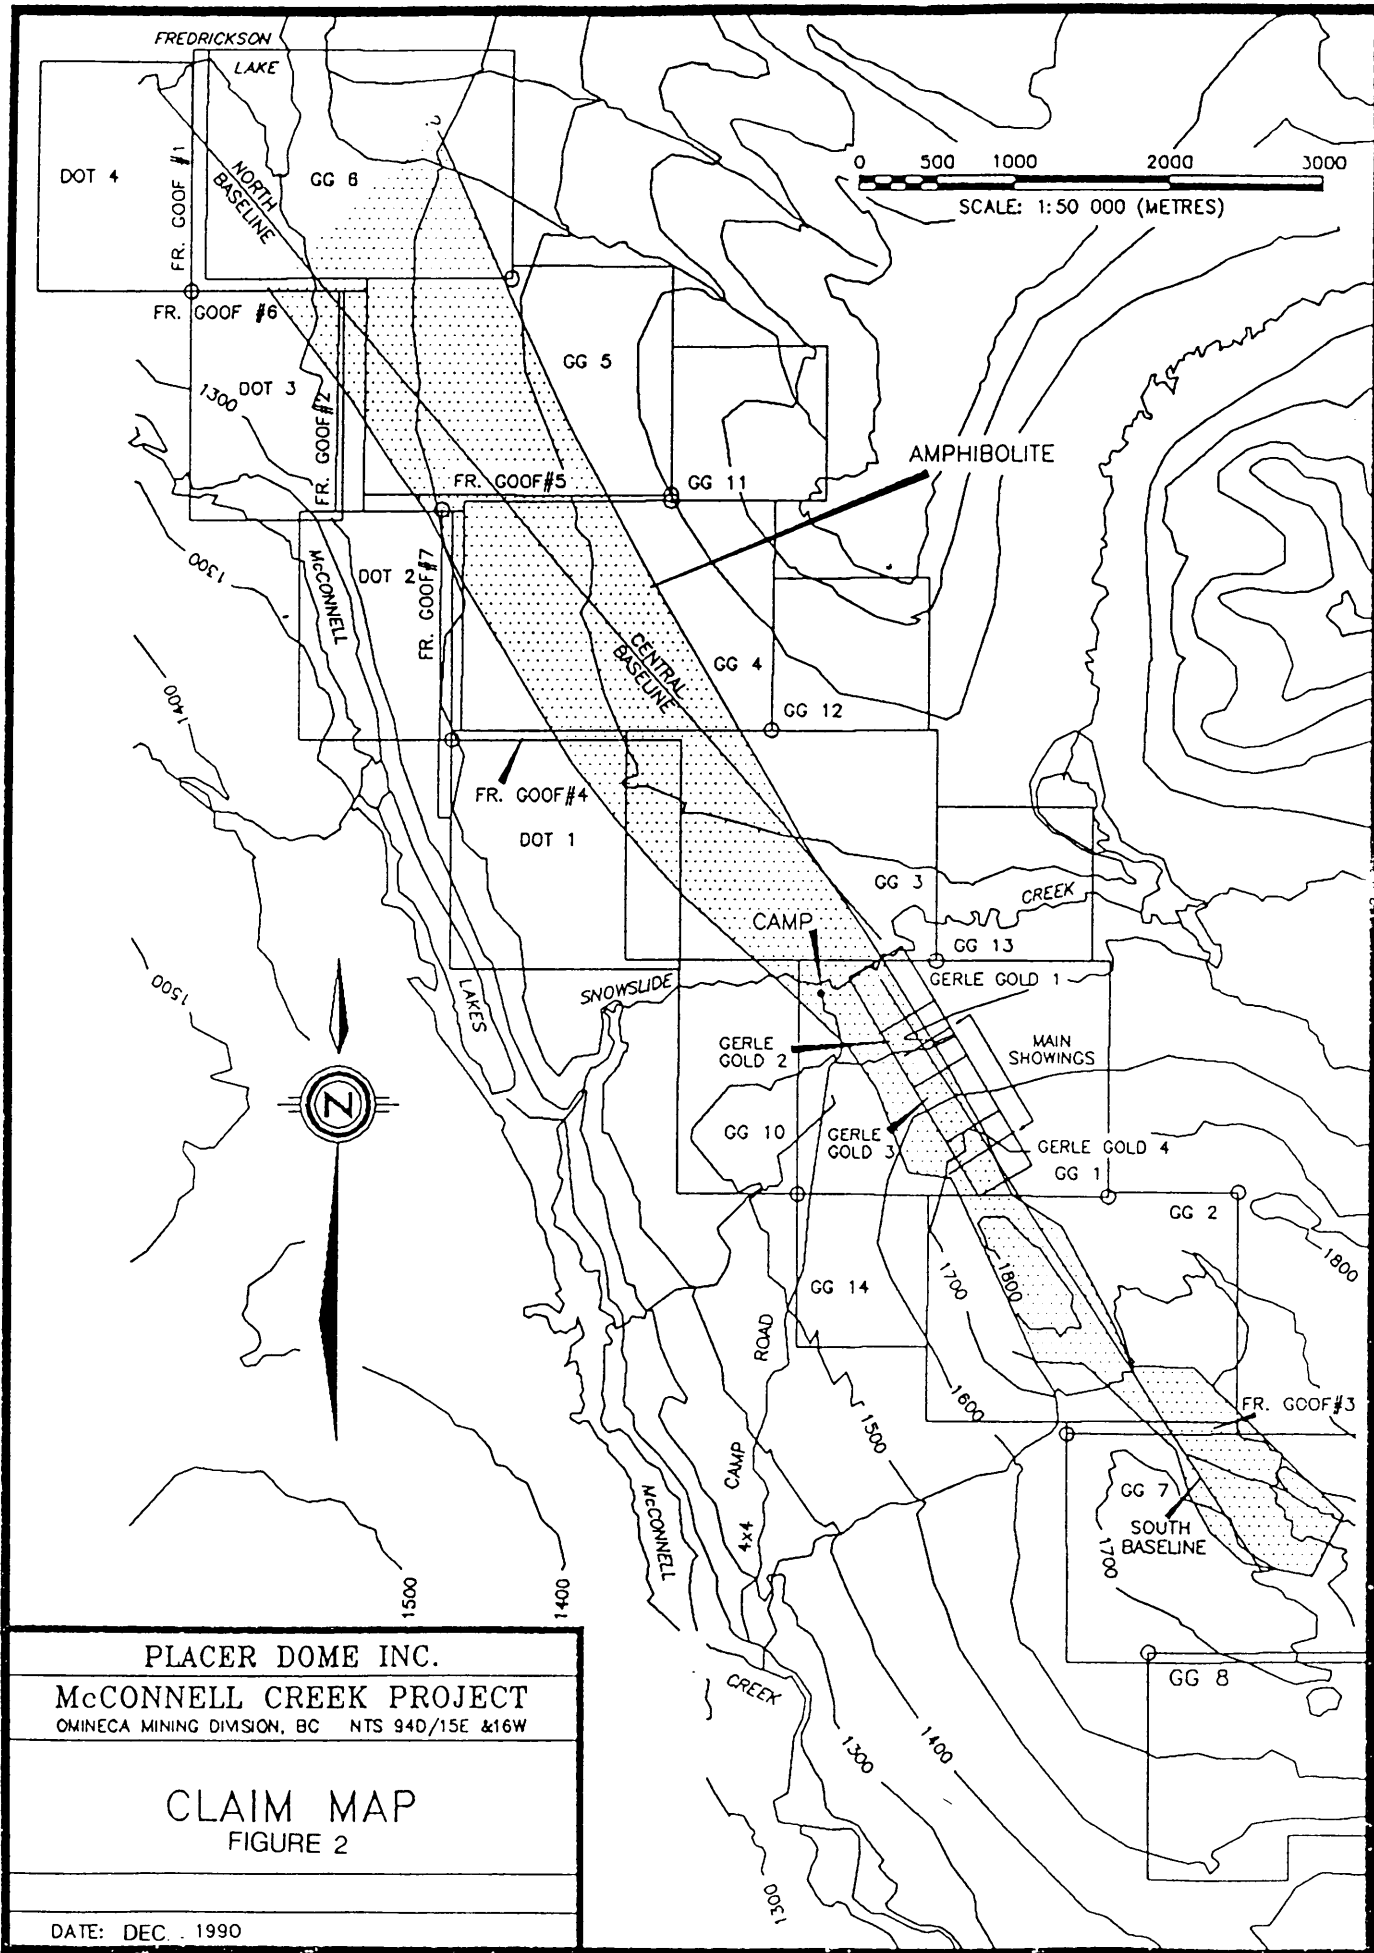 FREDRICKSON
LAKE
DOT 4
FR. GOOF #1
NORTH
BASELINE
GG 6
0 500 1000 2000 3000
SCALE: 1:50 000 (METRES)
FR. GOOF #6
DOT 3
1300
FR. GOOF#2
GG 5
FR. GOOF#5
GG 11
AMPHIBOLITE
1300
McCONNELL
DOT 2
FR. GOOF#7
CENTRAL
BASELINE
GG 4
GG 12
1400
FR. GOOF#4
DOT 1
GG 3
CREEK
CAMP
GG 13
1500
LAKES
SNOWSLIDE
GERLE GOLD 1
GERLE
GOLD 2
MAIN
SHOWINGS
N
GG 10
GERLE
GOLD 3
GERLE GOLD 4
GG 1
GG 2
1800
1700
1800
GG 14
ROAD
1600
1500
FR. GOOF#3
CAMP
4x4
McCONNELL
GG 7
SOUTH
BASELINE
1700
1500
1400
GG 8
CREEK
1300
1400
1300
PLACER DOME INC.
McCONNELL CREEK PROJECT
OMINECA MINING DIVISION, BC NTS 94D/15E &16W
CLAIM MAP
FIGURE 2
DATE: DEC. . 1990